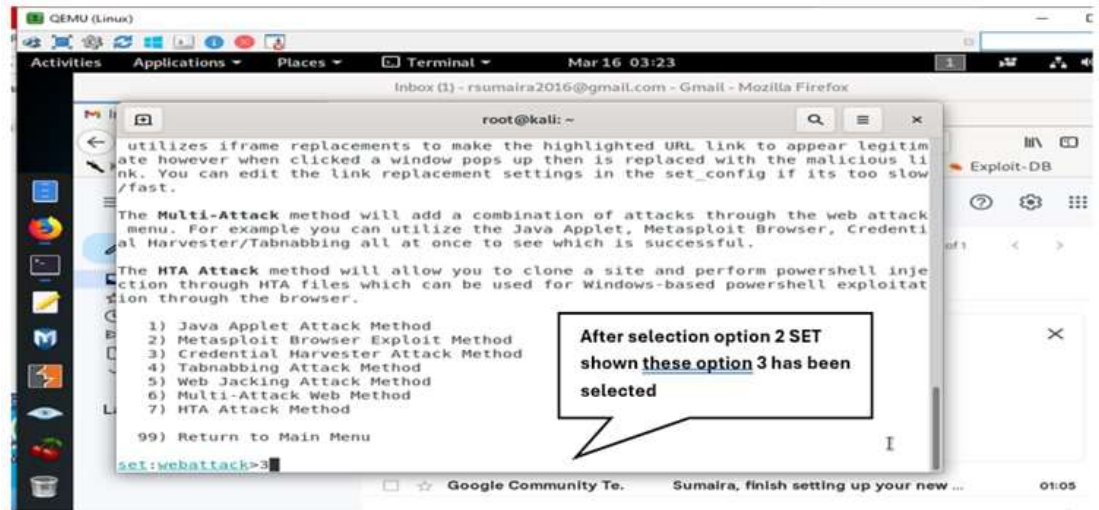 QEMU (Linux)
Activities Applications Places Terminal Mar 16 03:23 1
Inbox (1) - rsumaira2016@gmail.com - Gmail - Mozilla Firefox
root@kali: ~
Exploit-DB
utilizes iframe replacements to make the highlighted URL link to appear legitim
ate however when clicked a window pops up then is replaced with the malicious li
nk. You can edit the link replacement settings in the set_config if its too slow
/fast.
The Multi-Attack method will add a combination of attacks through the web attack
menu. For example you can utilize the Java Applet, Metasploit Browser, Credenti
al Harvester/Tabnabbing all at once to see which is successful.
of 1
The HTA Attack method will allow you to clone a site and perform powershell inje
ction through HTA files which can be used for Windows-based powershell exploitat
ion through the browser.
1) Java Applet Attack Method
2) Metasploit Browser Exploit Method
3) Credential Harvester Attack Method
4) Tabnabbing Attack Method
5) Web Jacking Attack Method
6) Multi-Attack Web Method
7) HTA Attack Method
99) Return to Main Menu
set:webattack>3
After selection option 2 SET
shown these option 3 has been
selected
Google Community Te. Sumaira, finish setting up your new ... 01:05